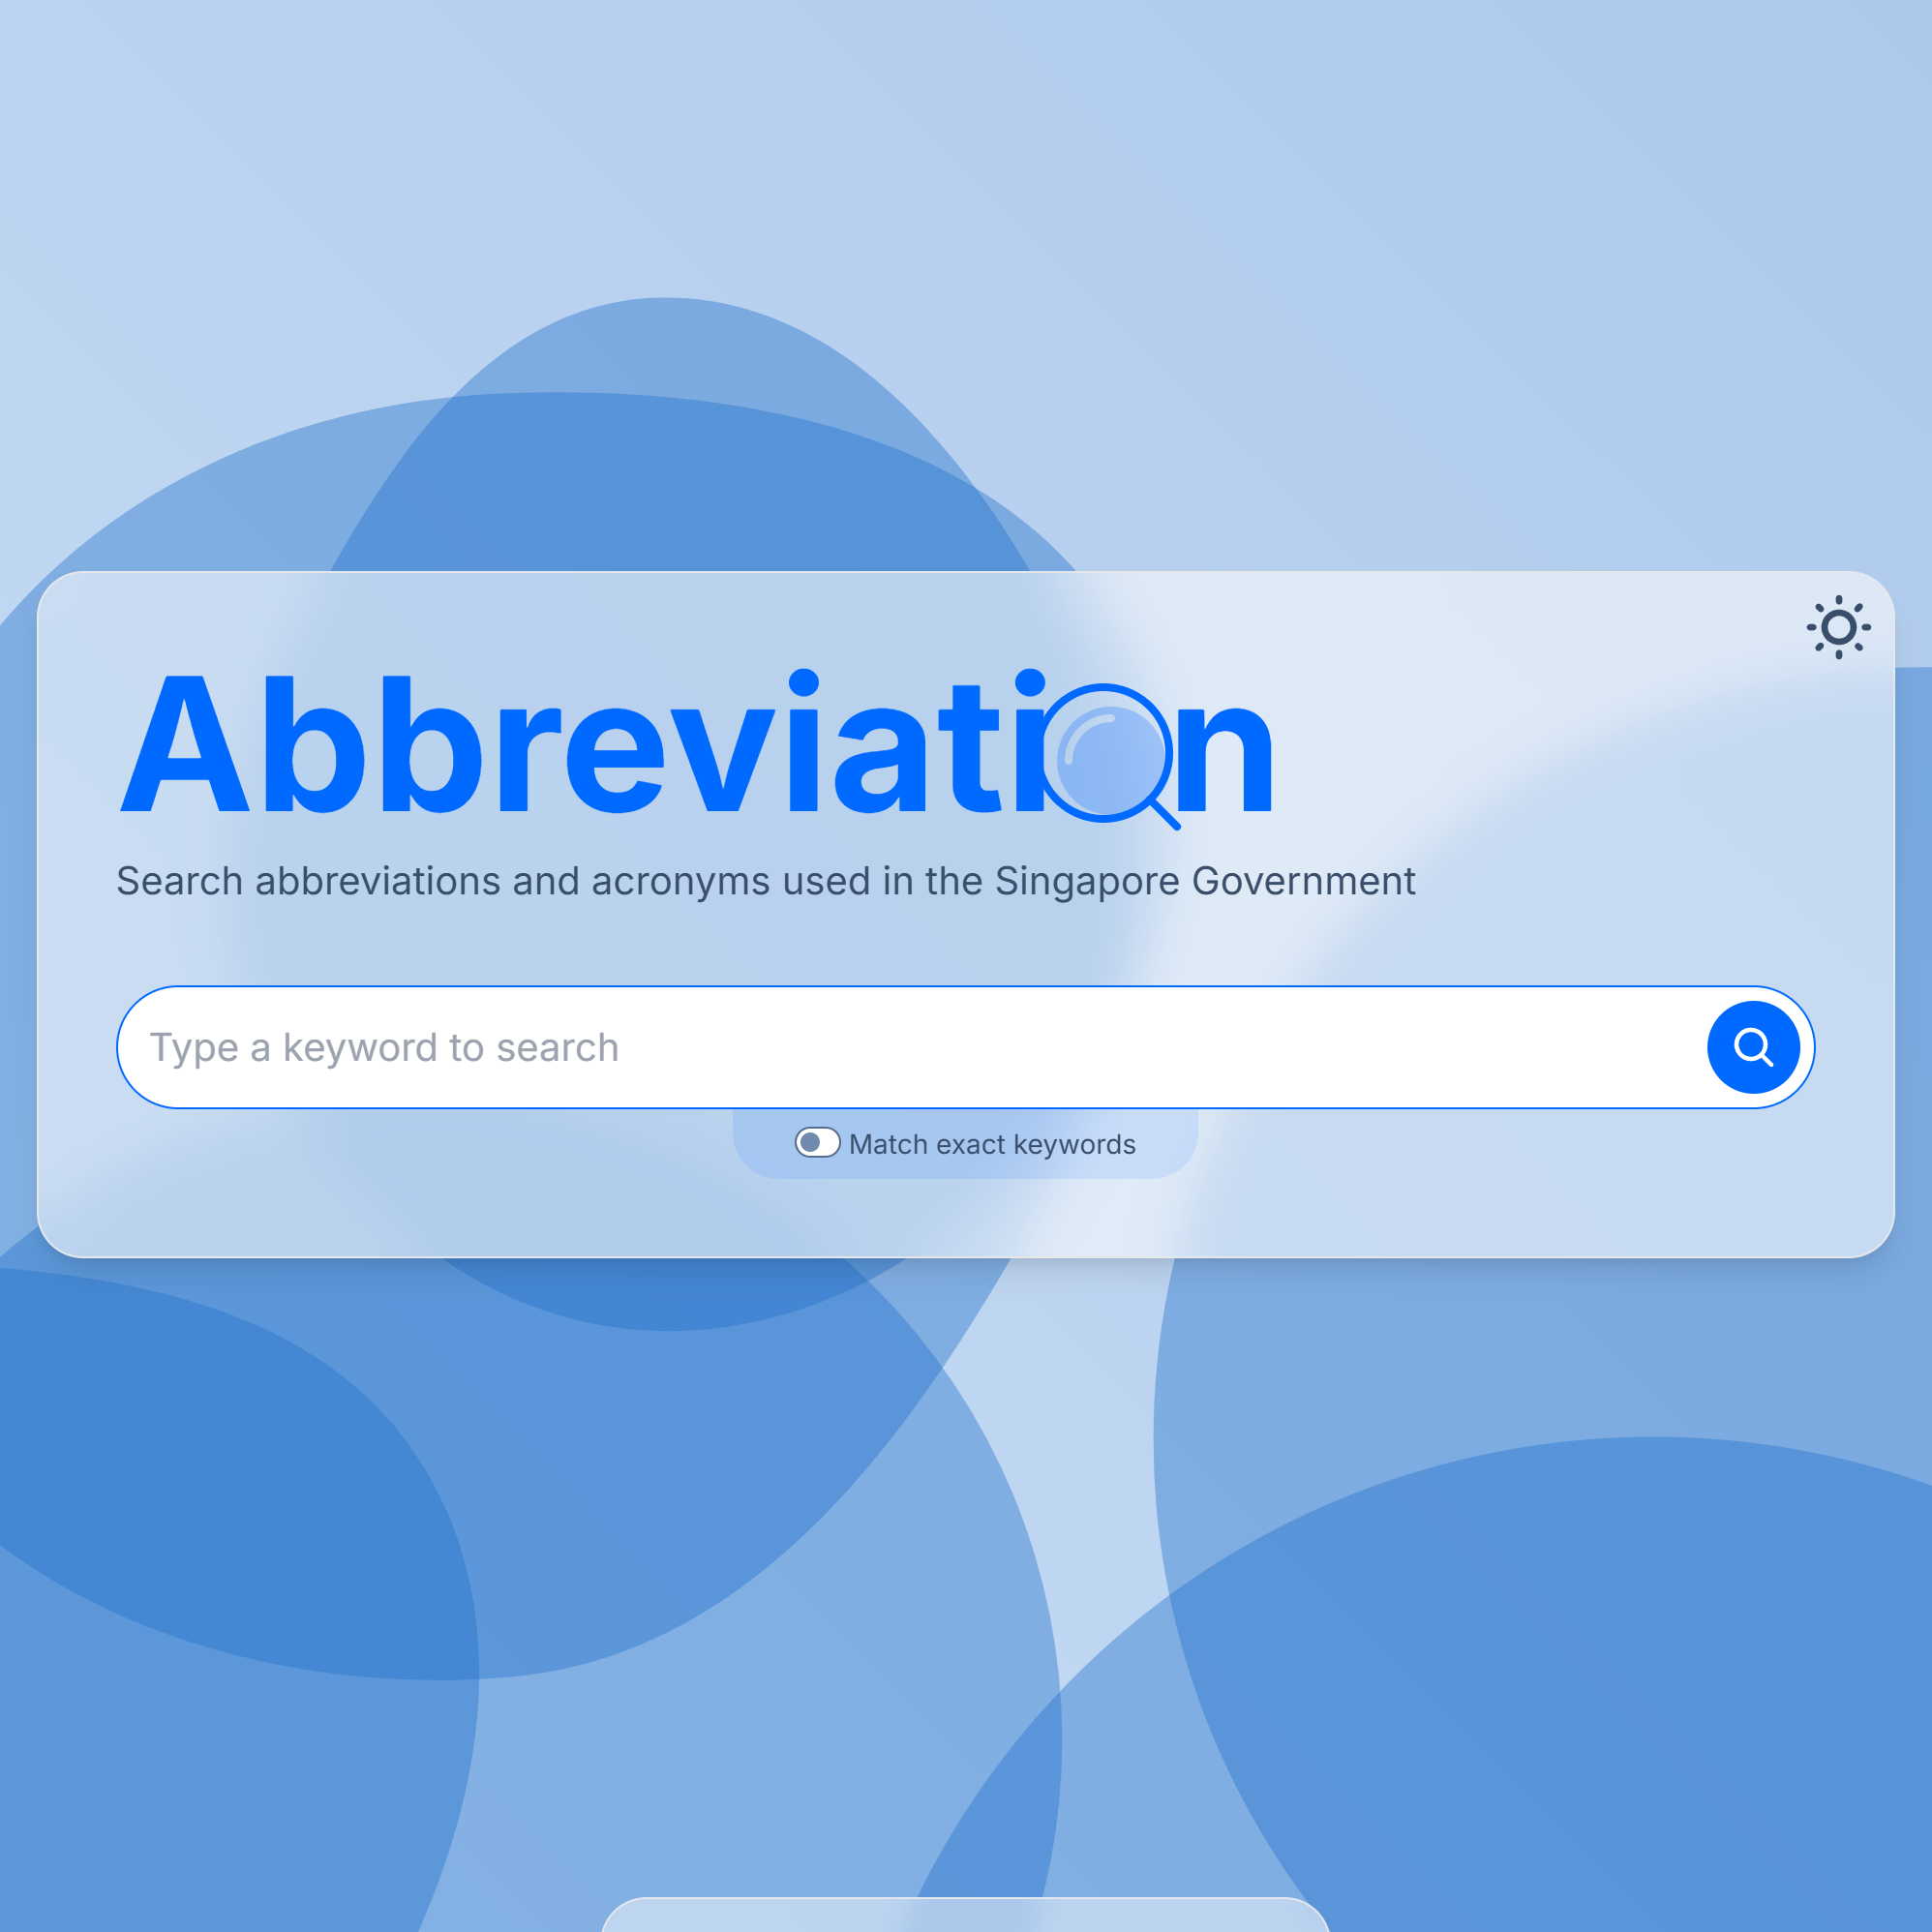 Abbreviation
Search abbreviations and acronyms used in the Singapore Government
Type a keyword to search
Match exact keywords